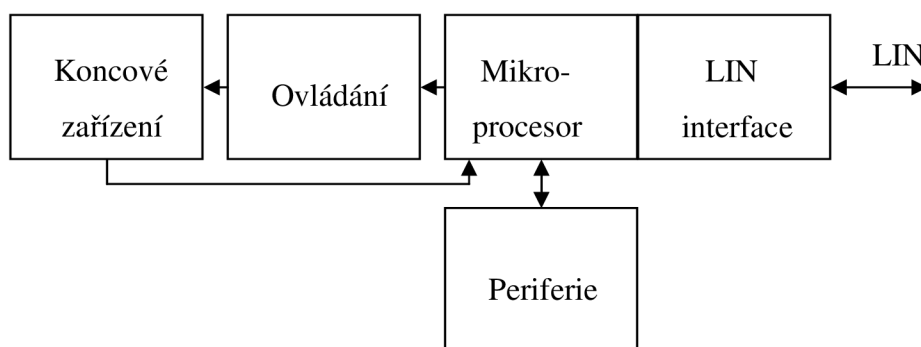 Koncové
zařízení
Ovládání
Mikro-
procesor
LIN
interface
LIN
Periferie